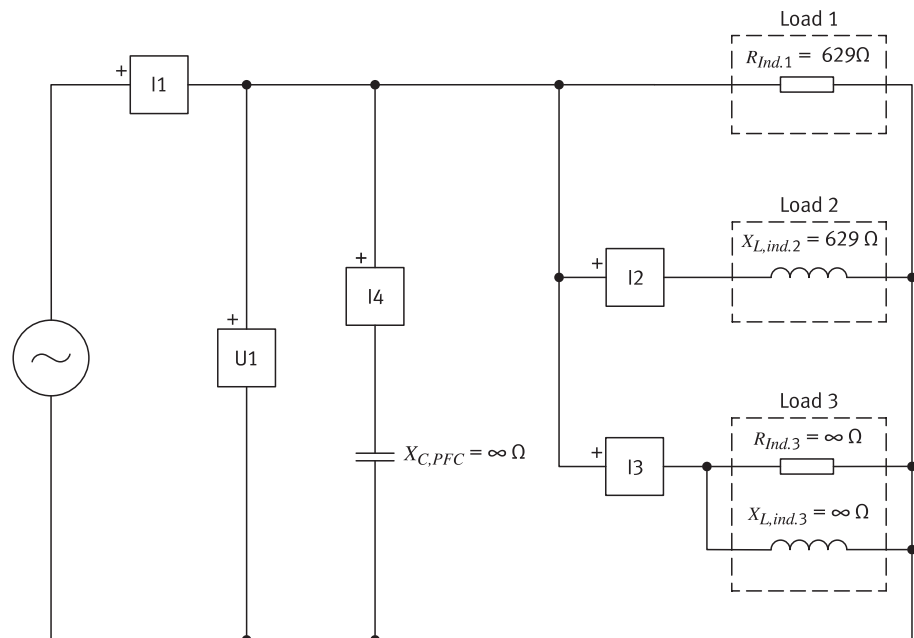 Load 1
R_Ind.1 = 629Ω
+
I1
Load 2
X_L,ind.2 = 629 Ω
+
I2
+
I4
+
U1
X_C,PFC = ∞ Ω
Load 3
R_Ind.3 = ∞ Ω
+
I3
X_L,ind.3 = ∞ Ω